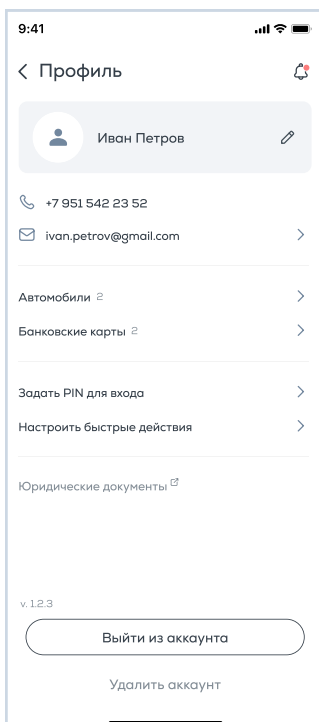 9:41
Профиль
Иван Петров
+7 951 542 23 52
ivan.petrov@gmail.com
Автомобили 2
Банковские карты 2
Задать PIN для входа
Настроить быстрые действия
Юридические документы
v. 1.2.3
Выйти из аккаунта
Удалить аккаунт